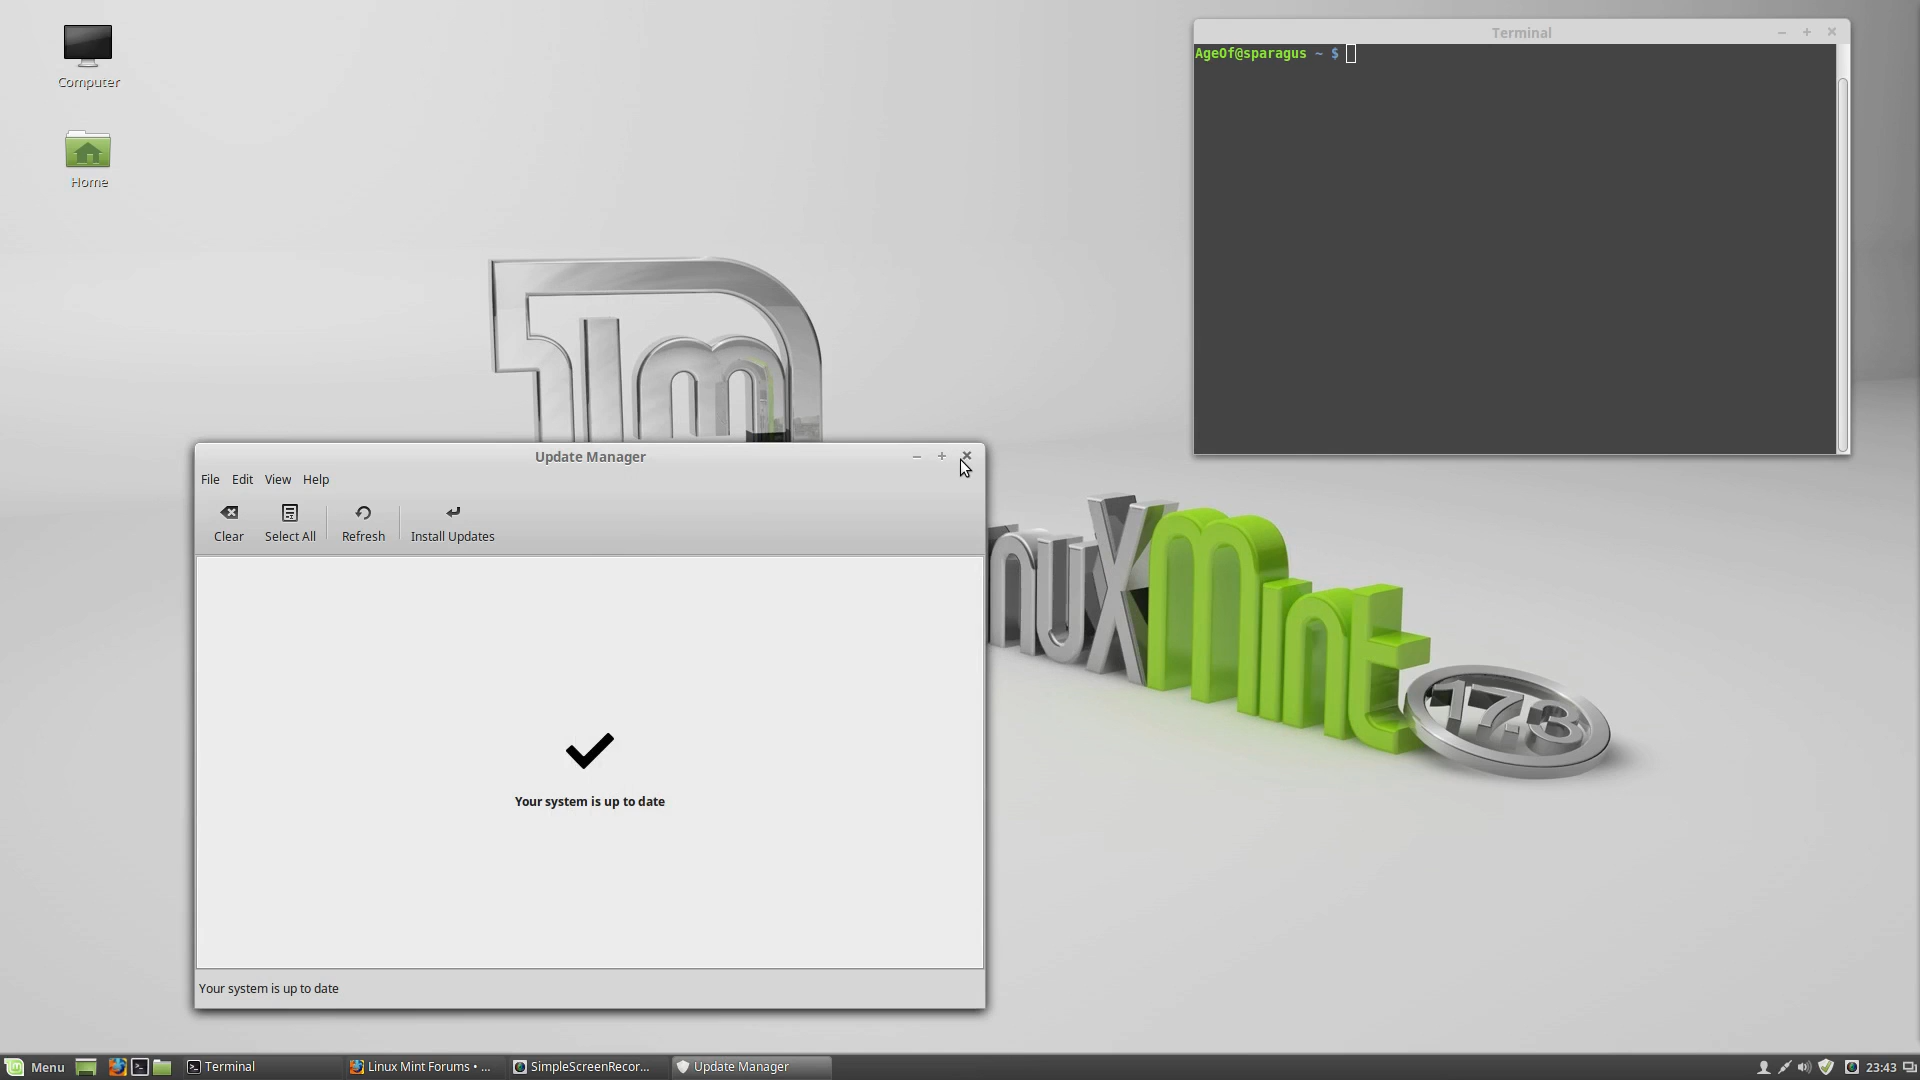 Computer
Home
Terminal
AgeOf@sparagus ~ $
Update Manager
File Edit View Help
Clear Select All Refresh Install Updates
Your system is up to date
Your system is up to date
nuxMint
17.3
Menu Terminal Linux Mint Forums • ... SimpleScreenRecor... Update Manager 23:43